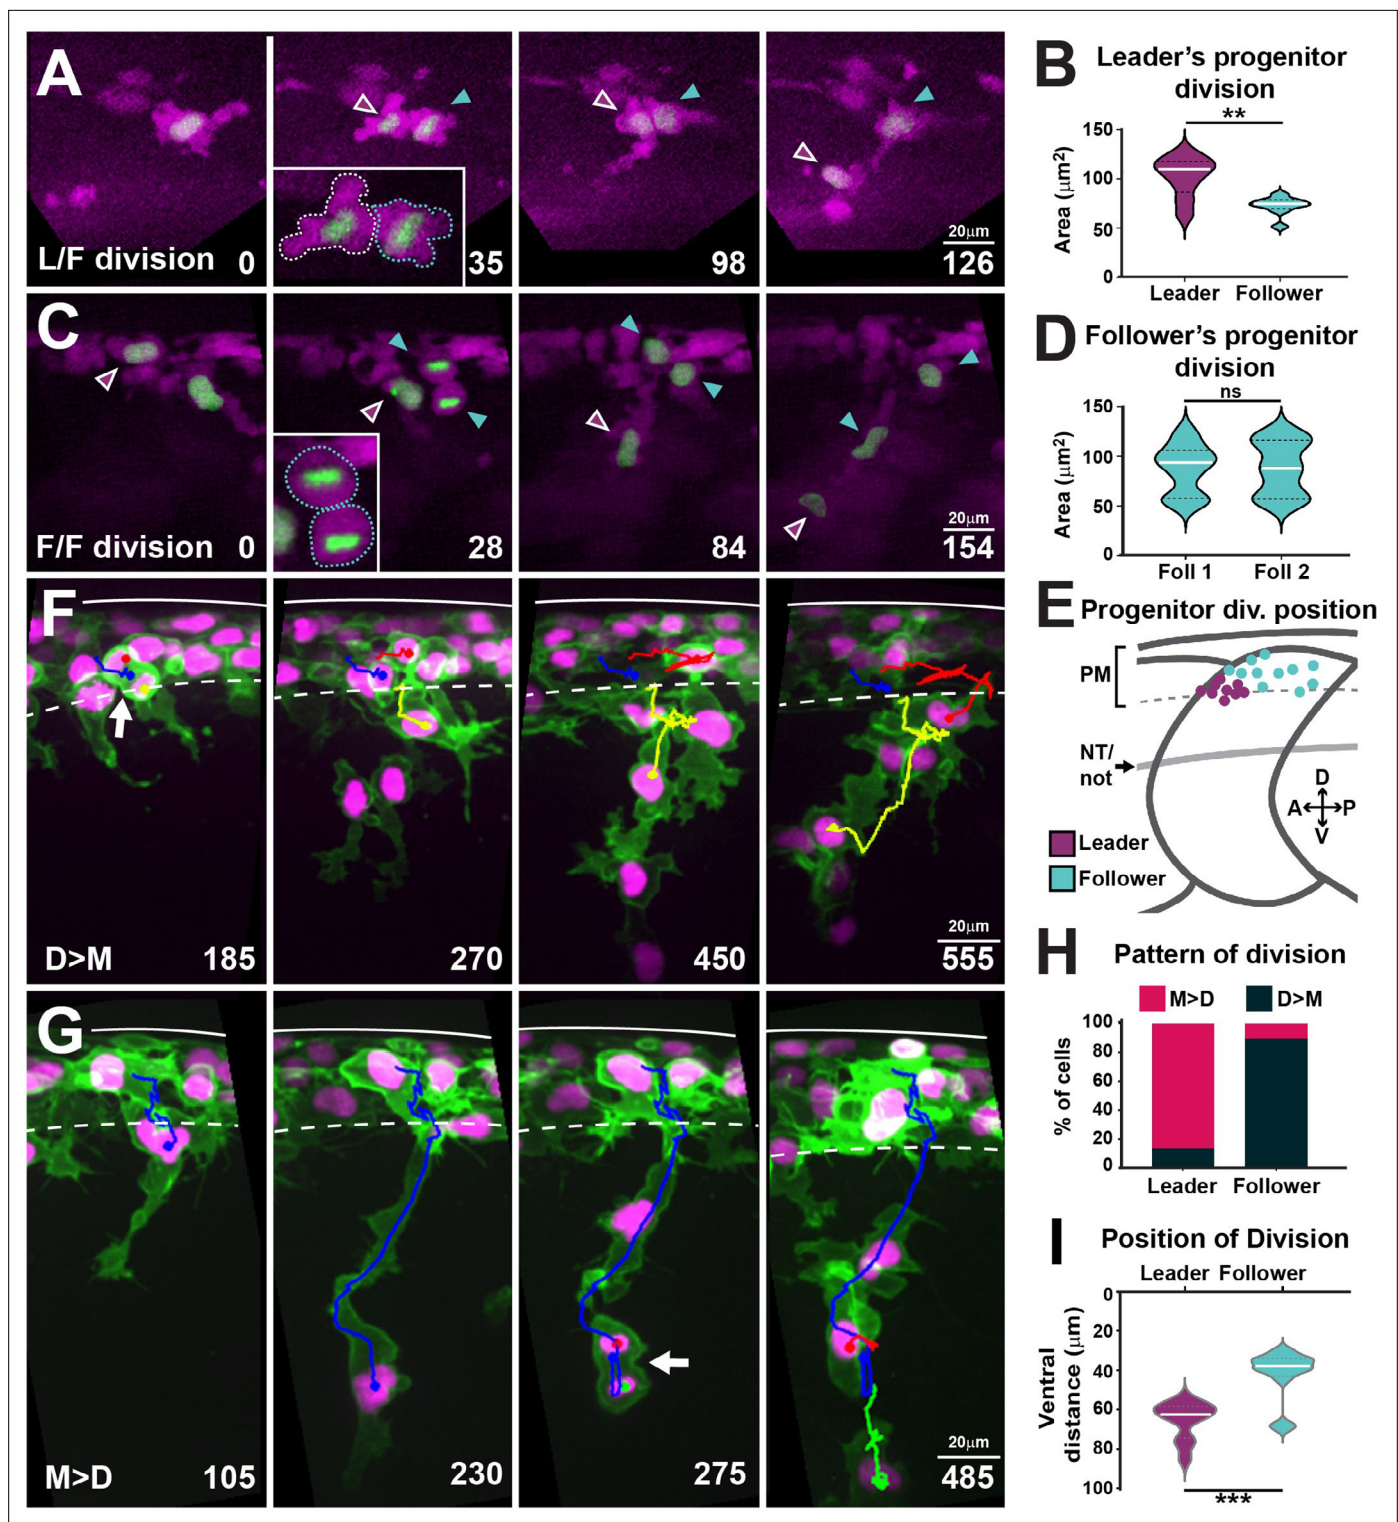 A
L/F division 0
35
98
20µm
126
B Leader's progenitor
division
**
150
100
50
0
Area (µm²)
Leader Follower
C
F/F division 0
28
84
20µm
154
D Follower's progenitor
division
ns
150
100
50
0
Area (µm²)
Foll 1 Foll 2
E Progenitor div. position
PM
NT/
not
D
A P
V
Leader
Follower
F
D>M 185
270
450
20µm
555
G
M>D 105
230
275
20µm
485
H Pattern of division
M>D D>M
100
80
60
40
20
0
% of cells
Leader Follower
I Position of Division
Leader Follower
0
20
40
60
80
100
Ventral
distance (µm)
***